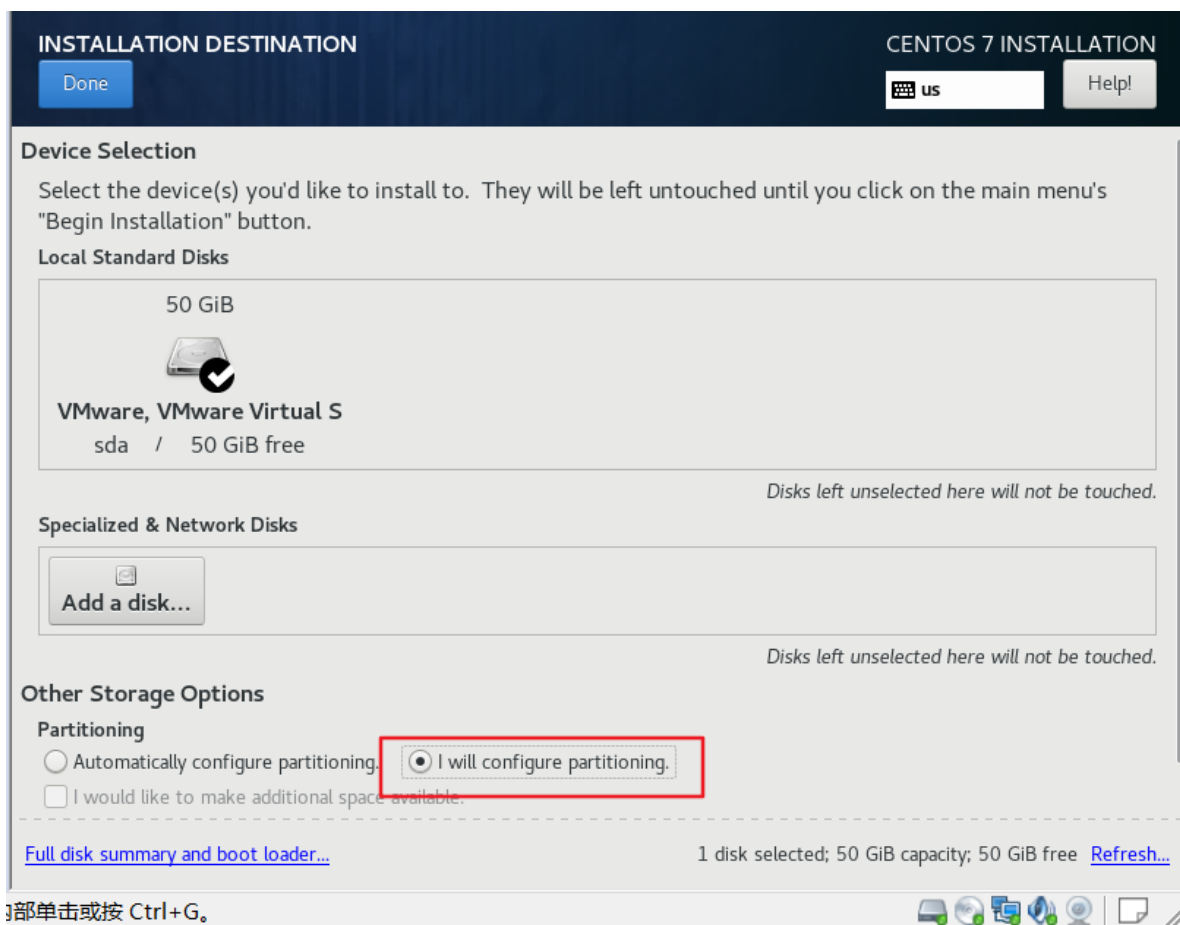 INSTALLATION DESTINATION
CENTOS 7 INSTALLATION
Done
us
Help!
Device Selection
Select the device(s) you'd like to install to. They will be left untouched until you click on the main menu's
"Begin Installation" button.
Local Standard Disks
50 GiB
VMware, VMware Virtual S
sda / 50 GiB free
Disks left unselected here will not be touched.
Specialized & Network Disks
Add a disk...
Disks left unselected here will not be touched.
Other Storage Options
Partitioning
Automatically configure partitioning. I will configure partitioning.
I would like to make additional space available.
Full disk summary and boot loader... 1 disk selected; 50 GiB capacity; 50 GiB free Refresh...
部单击或按 Ctrl+G。